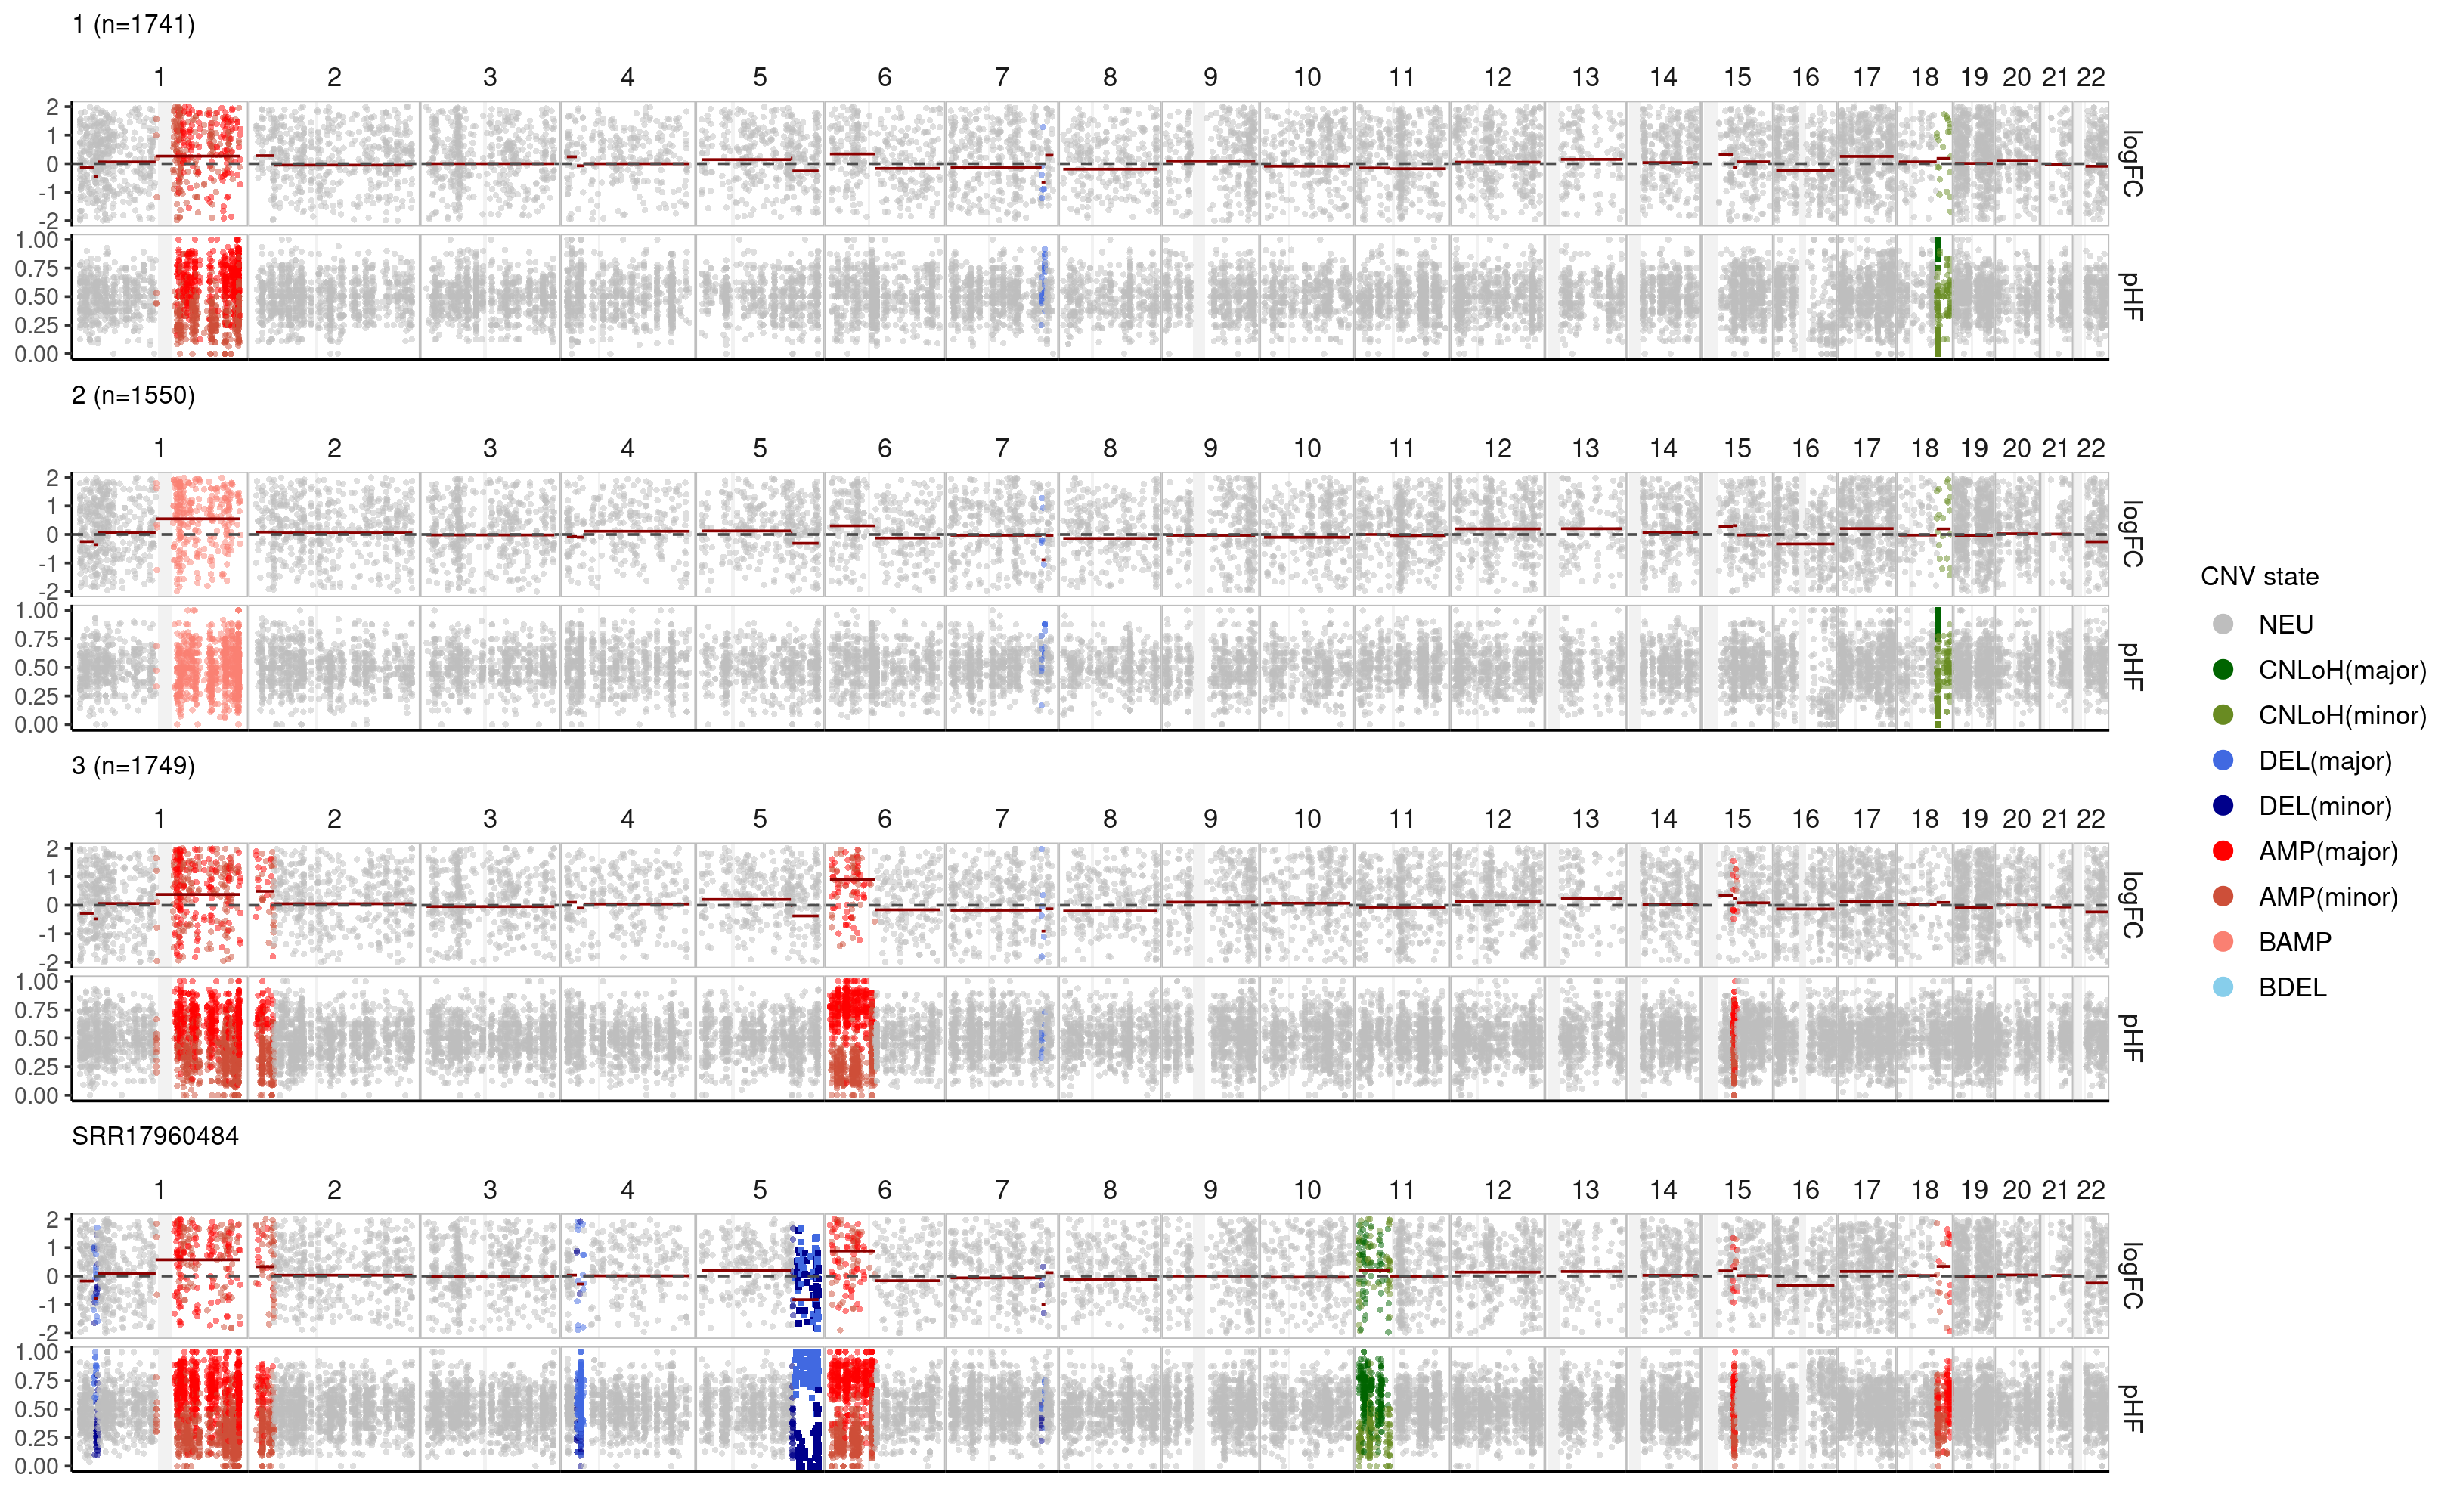 1 (n=1741)
1 2 3 4 5 6 7 8 9 10 11 12 13 14 15 16 17 18 19 20 21 22
2
1
0
-1
-2
logFC
1.00
0.75
0.50
0.25
0.00
pHF
2 (n=1550)
1 2 3 4 5 6 7 8 9 10 11 12 13 14 15 16 17 18 19 20 21 22
2
1
0
-1
-2
logFC
1.00
0.75
0.50
0.25
0.00
pHF
3 (n=1749)
1 2 3 4 5 6 7 8 9 10 11 12 13 14 15 16 17 18 19 20 21 22
2
1
0
-1
-2
logFC
1.00
0.75
0.50
0.25
0.00
pHF
SRR17960484
1 2 3 4 5 6 7 8 9 10 11 12 13 14 15 16 17 18 19 20 21 22
2
1
0
-1
-2
logFC
1.00
0.75
0.50
0.25
0.00
pHF
CNV state
NEU
CNLoH(major)
CNLoH(minor)
DEL(major)
DEL(minor)
AMP(major)
AMP(minor)
BAMP
BDEL